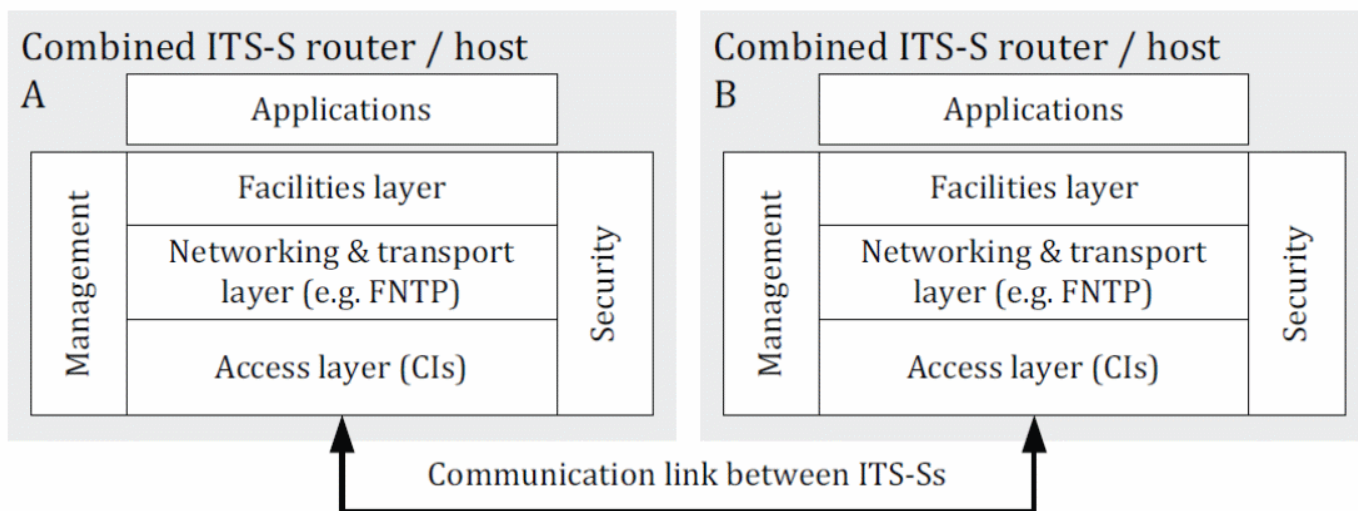 Combined ITS-S router / host
A
Applications
Management
Facilities layer
Networking & transport
layer (e.g. FNTP)
Access layer (CIs)
Security
Combined ITS-S router / host
B
Applications
Management
Facilities layer
Networking & transport
layer (e.g. FNTP)
Access layer (CIs)
Security
Communication link between ITS-Ss